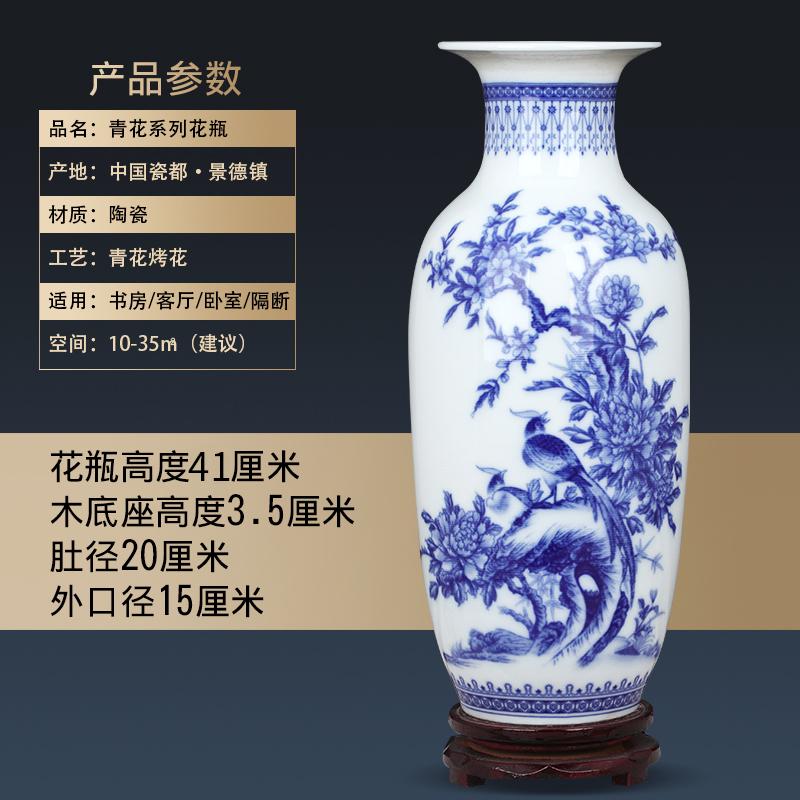 产品参数
品名：青花系列花瓶
产地：中国瓷都·景德镇
材质：陶瓷
工艺：青花烤花
适用：书房/客厅/卧室/隔断
空间：10-35㎡（建议）
花瓶高度41厘米
木底座高度3.5厘米
肚径20厘米
外口径15厘米